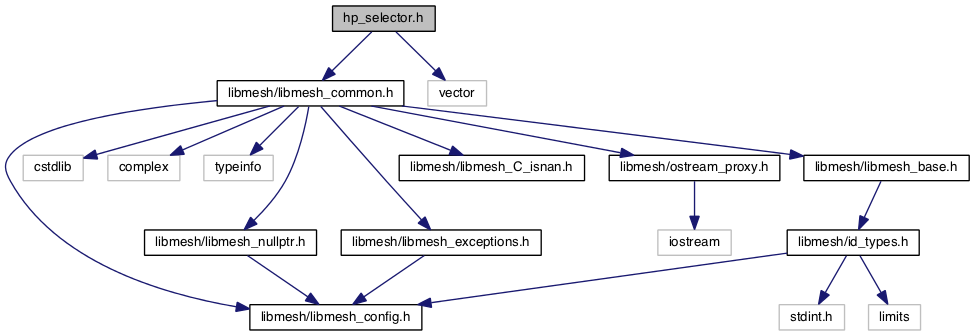 hp_selector.h
libmesh/libmesh_common.h
vector
cstdlib
complex
typeinfo
libmesh/libmesh_C_isnan.h
libmesh/ostream_proxy.h
libmesh/libmesh_base.h
libmesh/libmesh_nullptr.h
libmesh/libmesh_exceptions.h
iostream
libmesh/id_types.h
libmesh/libmesh_config.h
stdint.h
limits